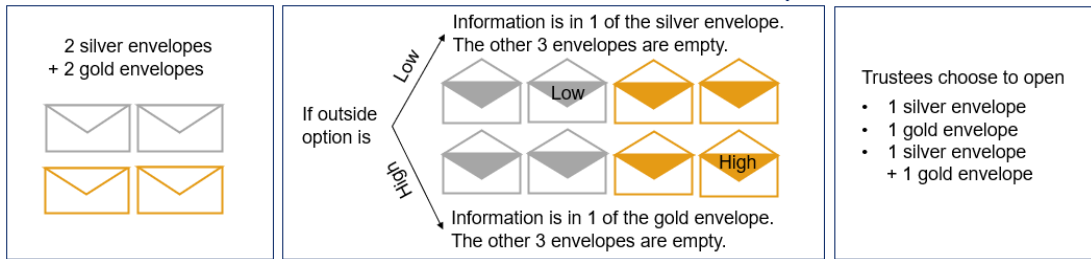 2 silver envelopes
+ 2 gold envelopes
If outside
option is
Low
High
Information is in 1 of the silver envelope.
The other 3 envelopes are empty.
Low
High
Information is in 1 of the gold envelope.
The other 3 envelopes are empty.
Trustees choose to open
• 1 silver envelope
• 1 gold envelope
• 1 silver envelope
+ 1 gold envelope